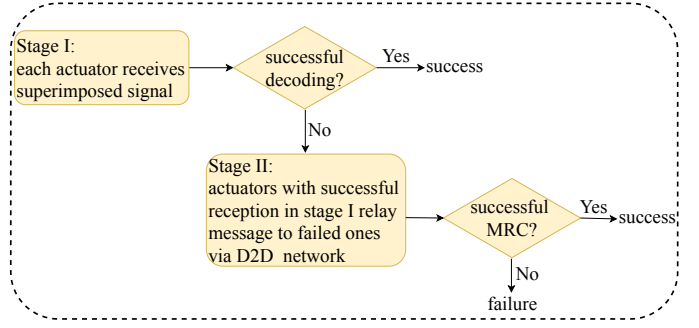 Stage I:
each actuator receives
superimposed signal
successful
decoding?
Yes
success
No
Stage II:
actuators with successful
reception in stage I relay
message to failed ones
via D2D network
successful
MRC?
Yes
success
No
failure